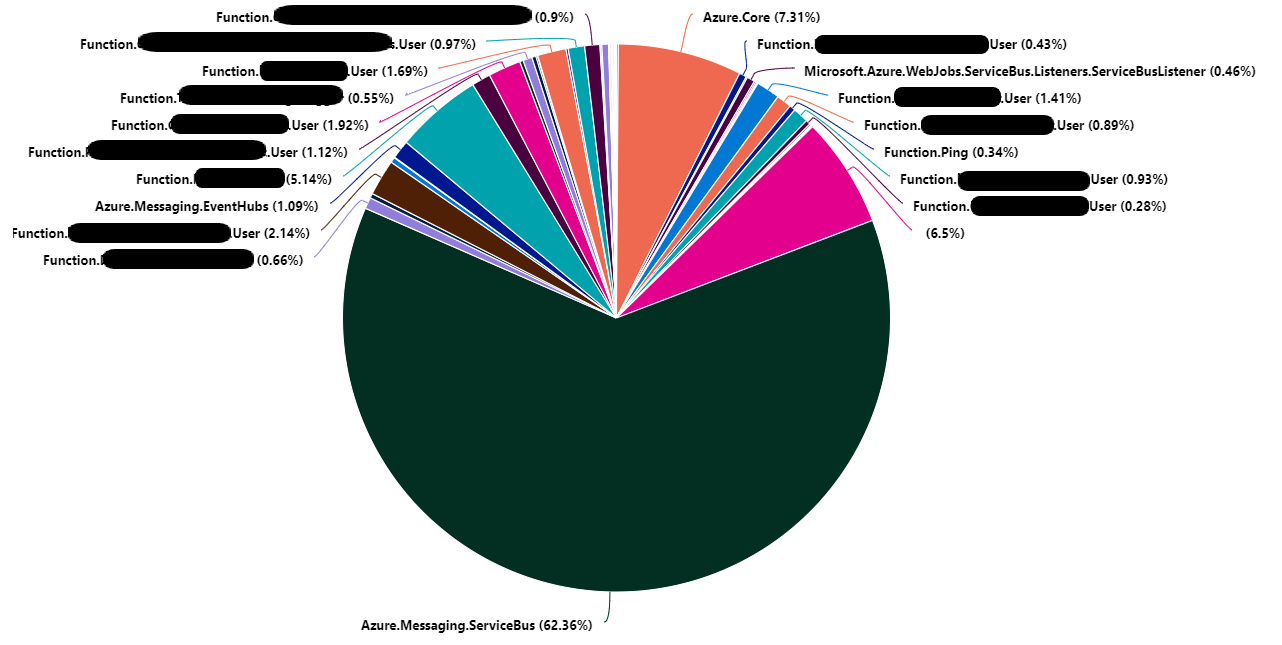 Function. (0.9%)
Azure.Core (7.31%)
Function. .User (0.97%)
Function. User (0.43%)
Function. .User (1.69%)
Microsoft.Azure.WebJobs.ServiceBus.Listeners.ServiceBusListener (0.46%)
Function. (0.55%)
Function. .User (1.41%)
Function. .User (1.92%)
Function. .User (0.89%)
Function. .User (1.12%)
Function.Ping (0.34%)
Function. (5.14%)
Function. User (0.93%)
Azure.Messaging.EventHubs (1.09%)
Function. User (0.28%)
Function. .User (2.14%)
(6.5%)
Function. (0.66%)
Azure.Messaging.ServiceBus (62.36%)